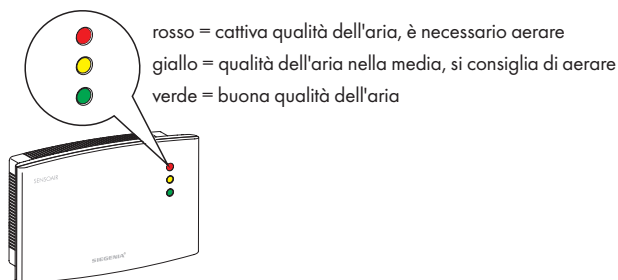 rosso = cattiva qualità dell'aria, è necessario aerare
giallo = qualità dell'aria nella media, si consiglia di aerare
verde = buona qualità dell'aria
SENSOAIR
SIEGENIA®